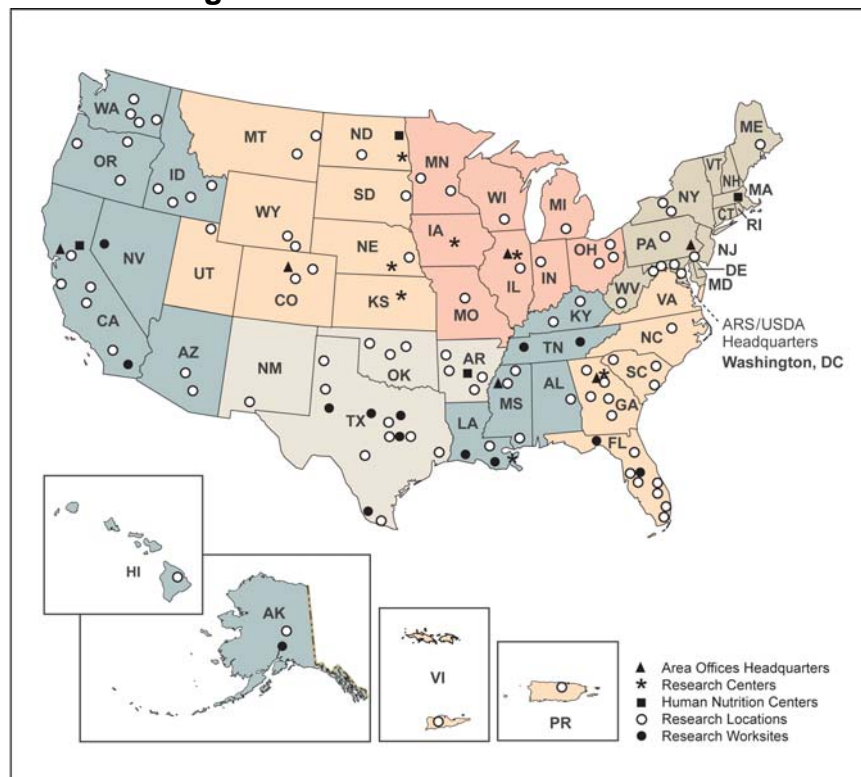 WA
MT
ND
ME
OR
ID
MN
VT
NH
MA
SD
WI
MI
NY
CT
RI
WY
IA
PA
NJ
NV
NE
OH
DE
UT
IL
IN
MD
CO
WV
VA
KS
MO
KY
ARS/USDA
Headquarters
Washington, DC
CA
NC
TN
AZ
NM
OK
AR
SC
MS
AL
GA
TX
LA
FL
HI
AK
VI
PR
Area Offices Headquarters
Research Centers
Human Nutrition Centers
Research Locations
Research Worksites